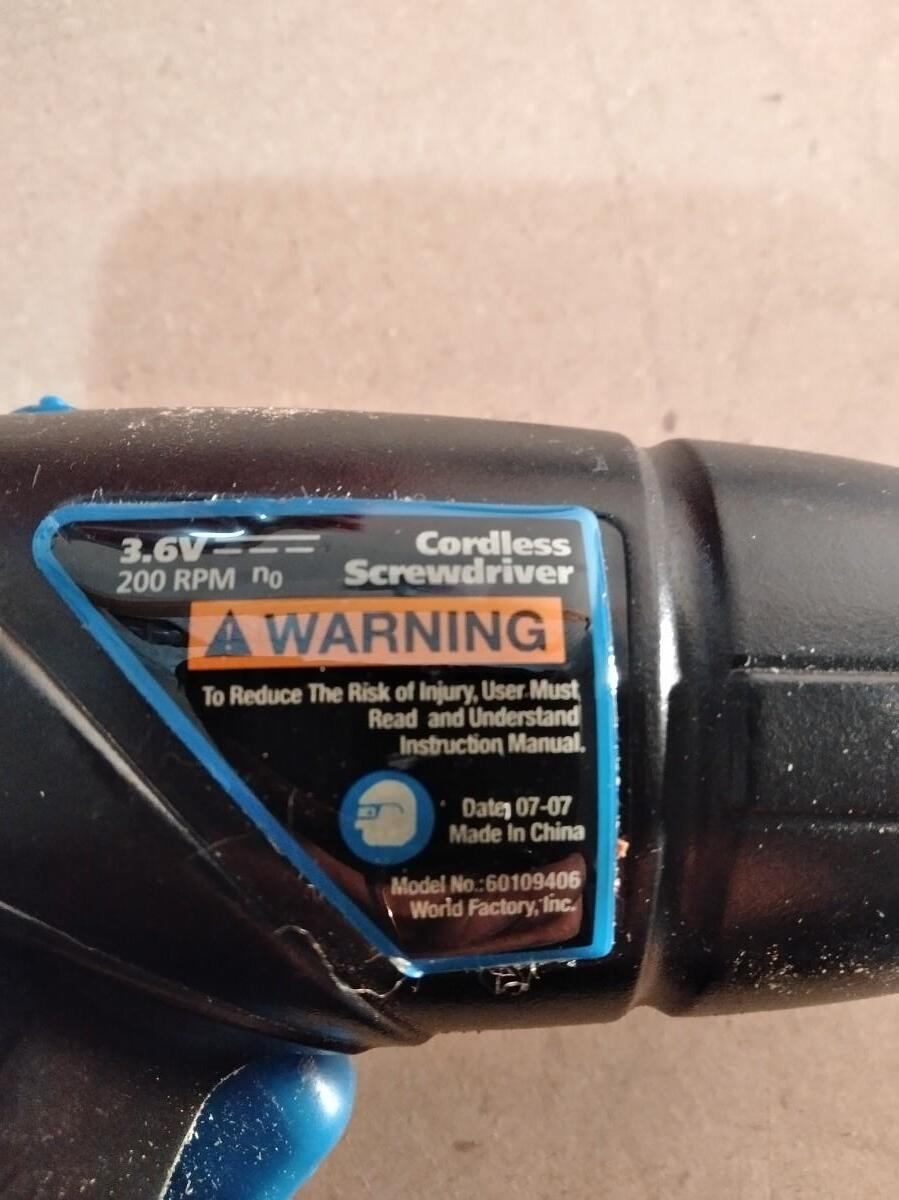 3.6V
Cordless
200 RPM n0
Screwdriver
WARNING
To Reduce The Risk of Injury, User Must
Read and Understand
Instruction Manual.
Date: 07-07
Made In China
Model No.:60109406
World Factory, Inc.